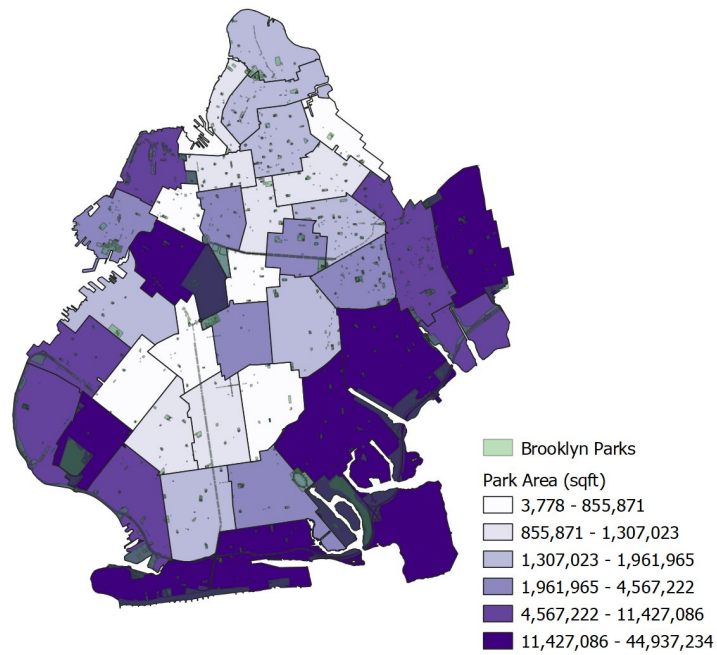 Brooklyn Parks
Park Area (sqft)
3,778 - 855,871
855,871 - 1,307,023
1,307,023 - 1,961,965
1,961,965 - 4,567,222
4,567,222 - 11,427,086
11,427,086 - 44,937,234